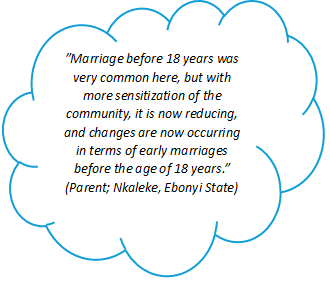 ”Marriage before 18 years was
very common here, but with
more sensitization of the
community, it is now reducing,
and changes are now occurring
in terms of early marriages
before the age of 18 years.”
(Parent; Nkaleke, Ebonyi State)